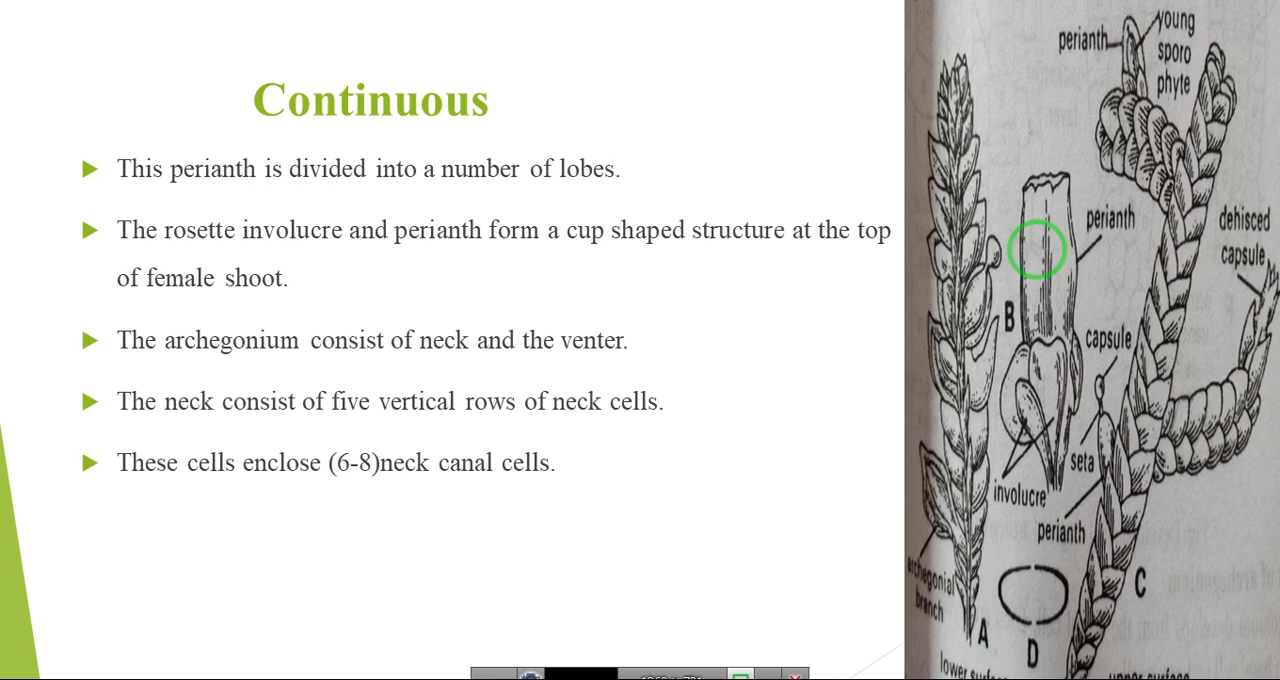 Continuous
This perianth is divided into a number of lobes.
The rosette involucre and perianth form a cup shaped structure at the top
of female shoot.
The archegonium consist of neck and the venter.
The neck consist of five vertical rows of neck cells.
These cells enclose (6-8)neck canal cells.
perianth
young
sporo
phyte
perianth
dehisced
capsule
B
capsule
seta
involucre
perianth
archegonial
branch
A
D
C
upper surface